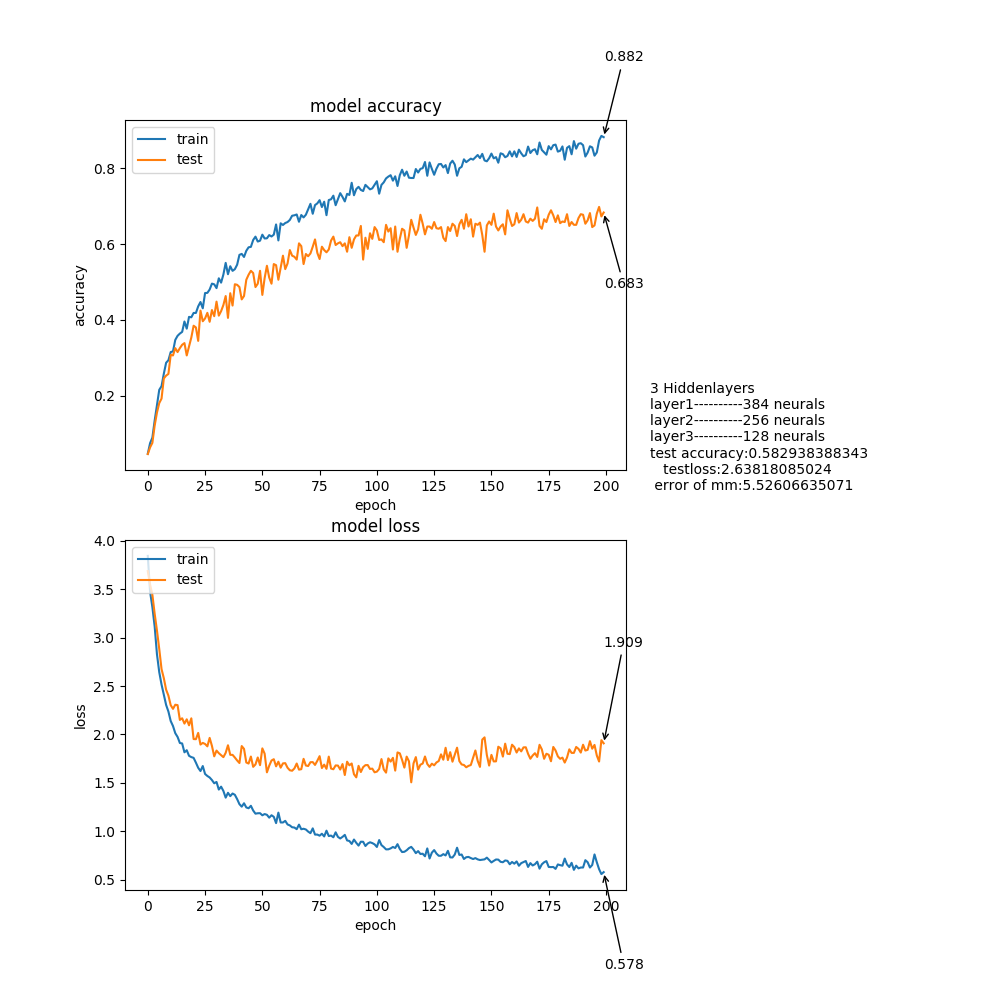 0.882
model accuracy
train
test
0.8
0.6
0.4
0.2
accuracy
0.683
0 25 50 75 100 125 150 175 200
epoch
3 Hiddenlayers
layer1----------384 neurals
layer2----------256 neurals
layer3----------128 neurals
test accuracy:0.582938388343
testloss:2.63818085024
error of mm:5.52606635071
model loss
train
test
4.0
3.5
3.0
2.5
2.0
1.5
1.0
0.5
loss
1.909
0 25 50 75 100 125 150 175 200
epoch
0.578